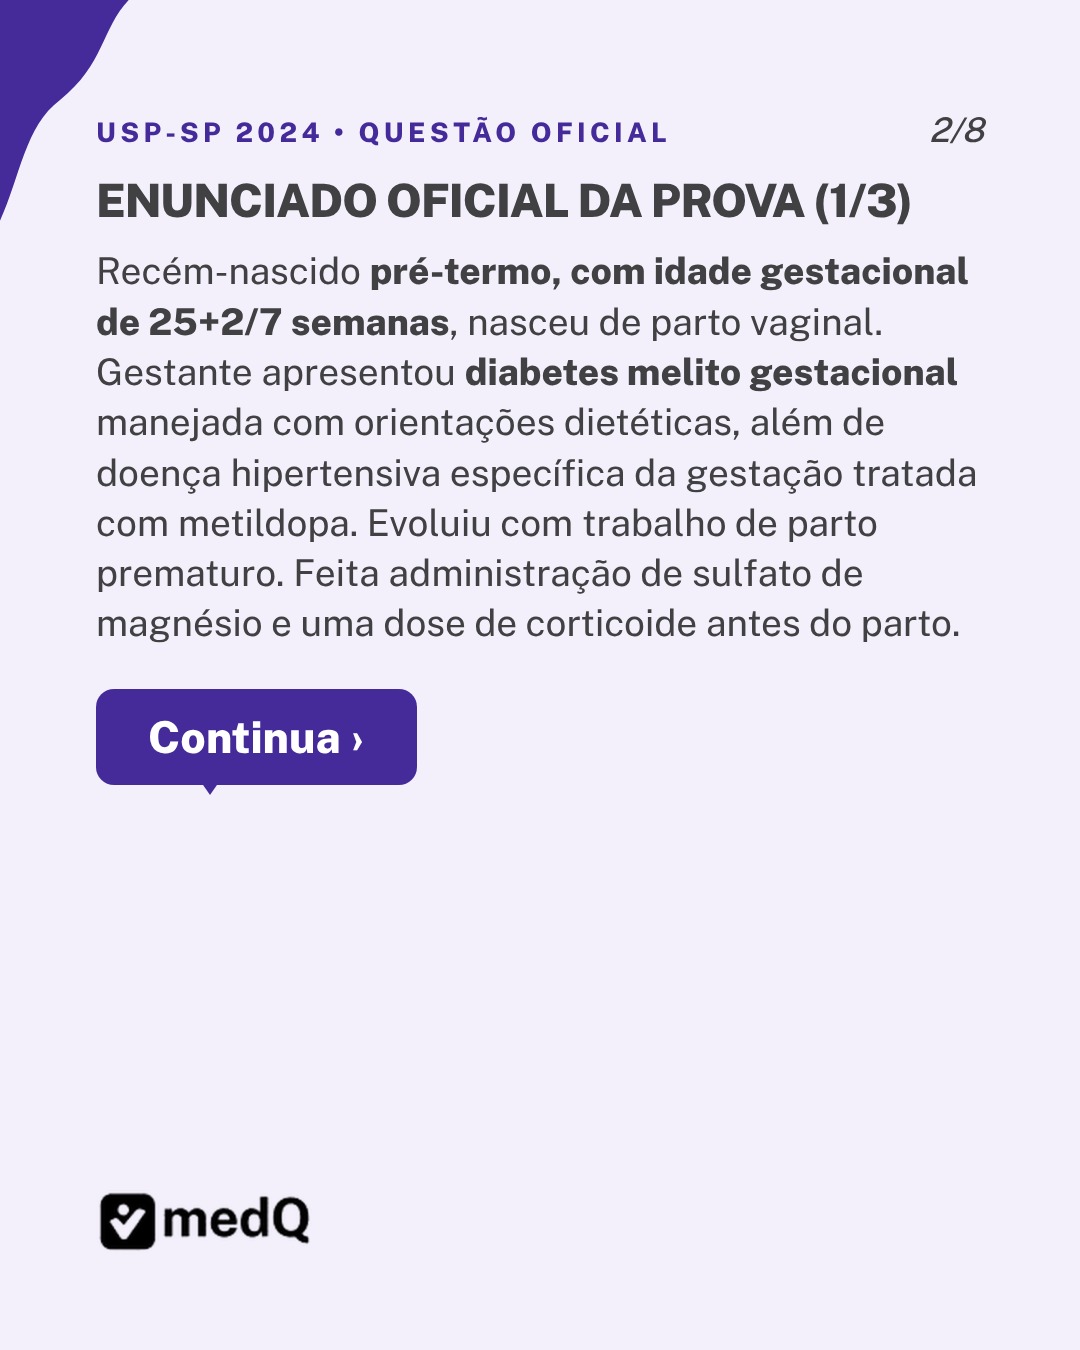 USP-SP 2024 • QUESTÃO OFICIAL
2/8
ENUNCIADO OFICIAL DA PROVA (1/3)
Recém-nascido pré-termo, com idade gestacional
de 25+2/7 semanas, nasceu de parto vaginal.
Gestante apresentou diabetes melito gestacional
manejada com orientações dietéticas, além de
doença hipertensiva específica da gestação tratada
com metildopa. Evoluiu com trabalho de parto
prematuro. Feita administração de sulfato de
magnésio e uma dose de corticoide antes do parto.
Continua ›
medQ